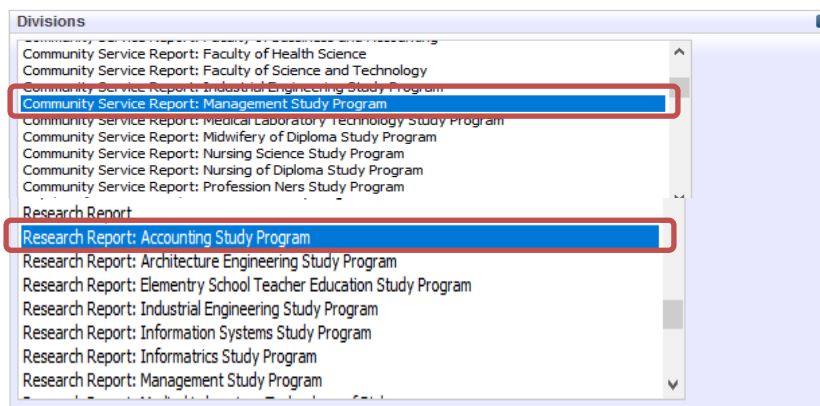 Divisions
Community Service Report: Faculty of Health Science
Community Service Report: Faculty of Science and Technology
Community Service Report: Industrial Engineering Study Program
Community Service Report: Management Study Program
Community Service Report: Medical Laboratory Technology Study Program
Community Service Report: Midwifery of Diploma Study Program
Community Service Report: Nursing Science Study Program
Community Service Report: Nursing of Diploma Study Program
Community Service Report: Profession Ners Study Program
Research Report
Research Report: Accounting Study Program
Research Report: Architecture Engineering Study Program
Research Report: Elementry School Teacher Education Study Program
Research Report: Industrial Engineering Study Program
Research Report: Information Systems Study Program
Research Report: Informatrics Study Program
Research Report: Management Study Program